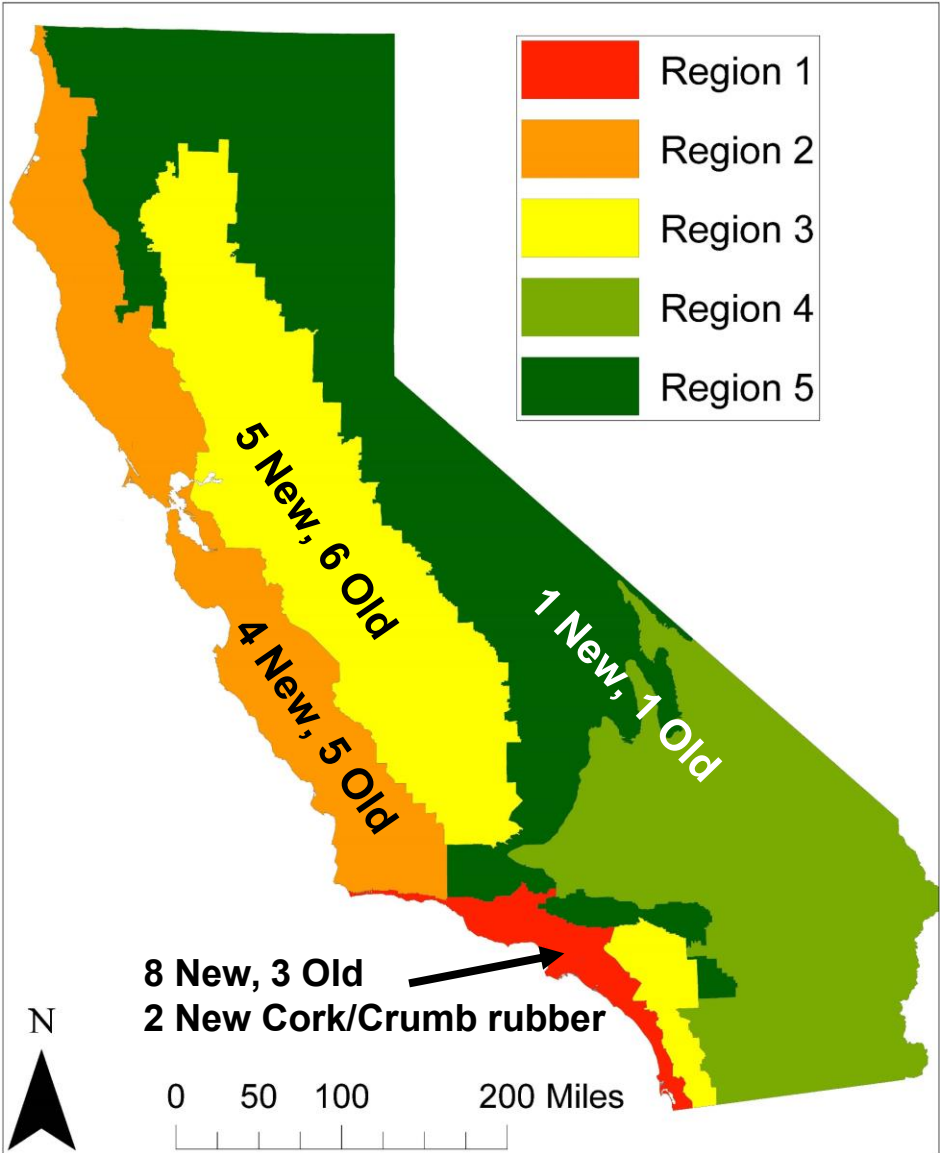 Region 1
Region 2
Region 3
Region 4
Region 5
5 New, 6 Old
1 New, 1 Old
4 New, 5 Old
8 New, 3 Old
2 New Cork/Crumb rubber
N
0 50 100 200 Miles